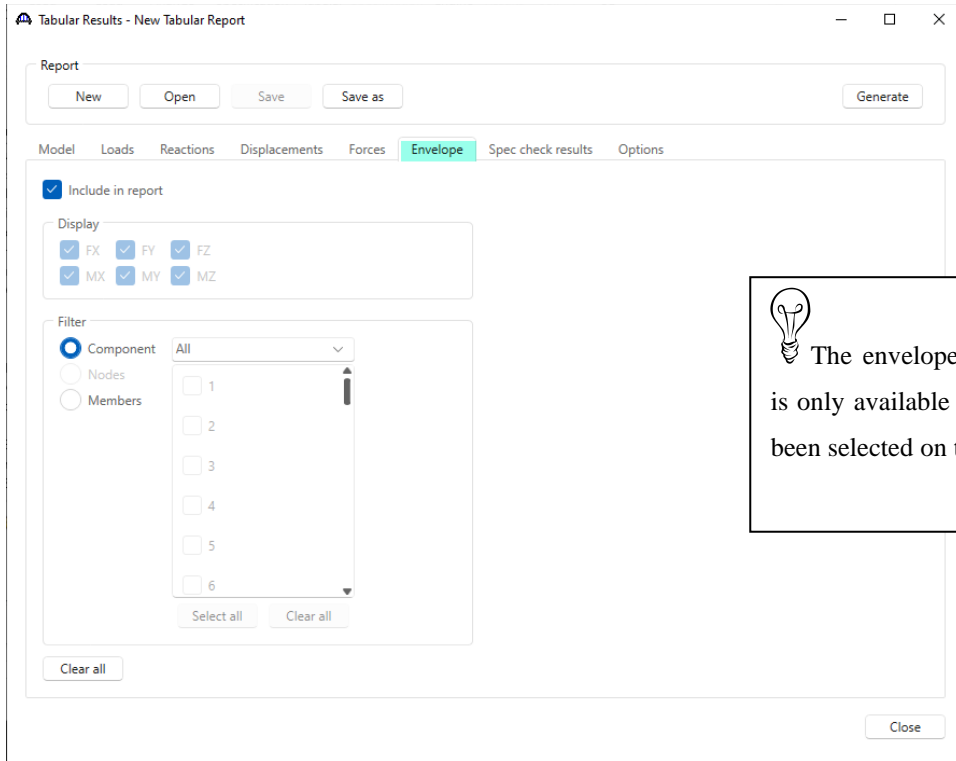 Tabular Results - New Tabular Report
Report
New Open Save Save as Generate
Model Loads Reactions Displacements Forces Envelope Spec check results Options
Include in report
Display
FX FY FZ
MX MY MZ
Filter
Component All
Nodes
Members
1
2
3
4
5
6
Select all Clear all
Clear all
The envelope
is only available
been selected on
Close